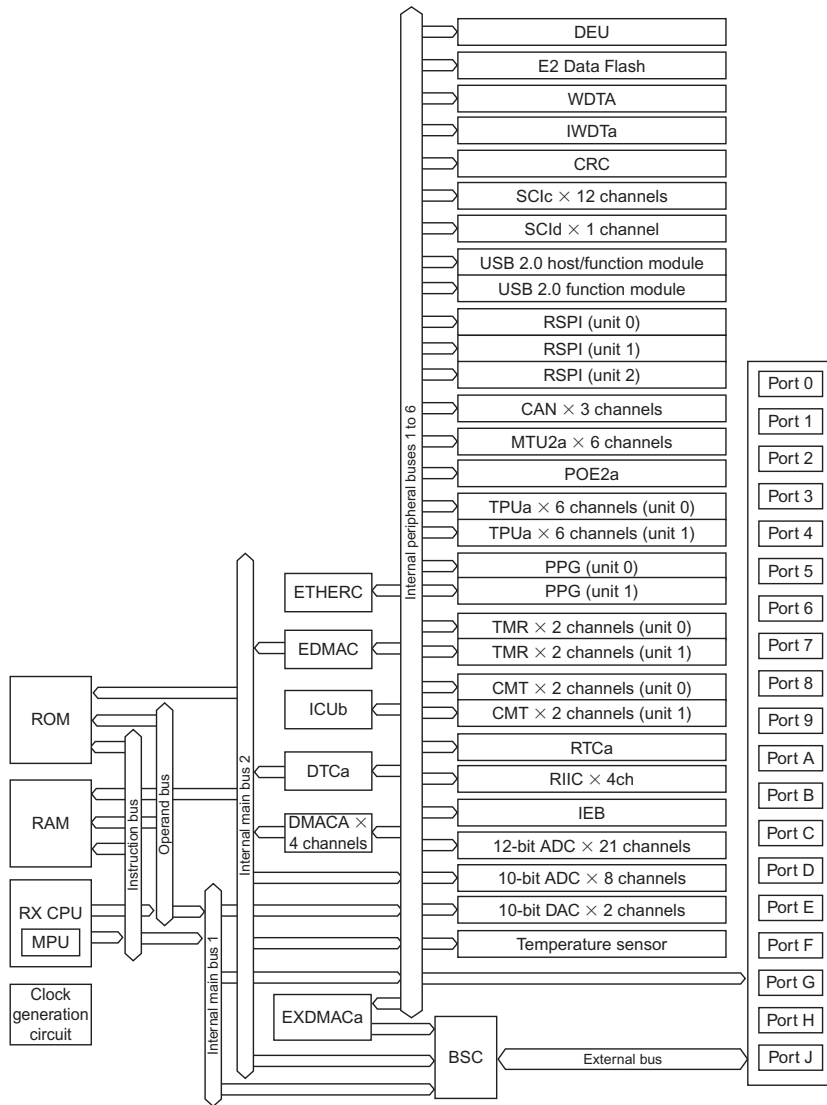 DEU
E2 Data Flash
WDTA
IWDTa
CRC
SCIc × 12 channels
SCId × 1 channel
USB 2.0 host/function module
USB 2.0 function module
RSPI (unit 0)
RSPI (unit 1)
RSPI (unit 2)
CAN × 3 channels
MTU2a × 6 channels
POE2a
TPUa × 6 channels (unit 0)
TPUa × 6 channels (unit 1)
PPG (unit 0)
PPG (unit 1)
TMR × 2 channels (unit 0)
TMR × 2 channels (unit 1)
CMT × 2 channels (unit 0)
CMT × 2 channels (unit 1)
RTCa
RIIC × 4ch
IEB
12-bit ADC × 21 channels
10-bit ADC × 8 channels
10-bit DAC × 2 channels
Temperature sensor
Internal peripheral buses 1 to 6
ETHERC
EDMAC
ICUb
DTCa
DMACA ×
4 channels
EXDMACa
BSC
External bus
Internal main bus 2
Internal main bus 1
Operand bus
Instruction bus
ROM
RAM
RX CPU
MPU
Clock
generation
circuit
Port 0
Port 1
Port 2
Port 3
Port 4
Port 5
Port 6
Port 7
Port 8
Port 9
Port A
Port B
Port C
Port D
Port E
Port F
Port G
Port H
Port J